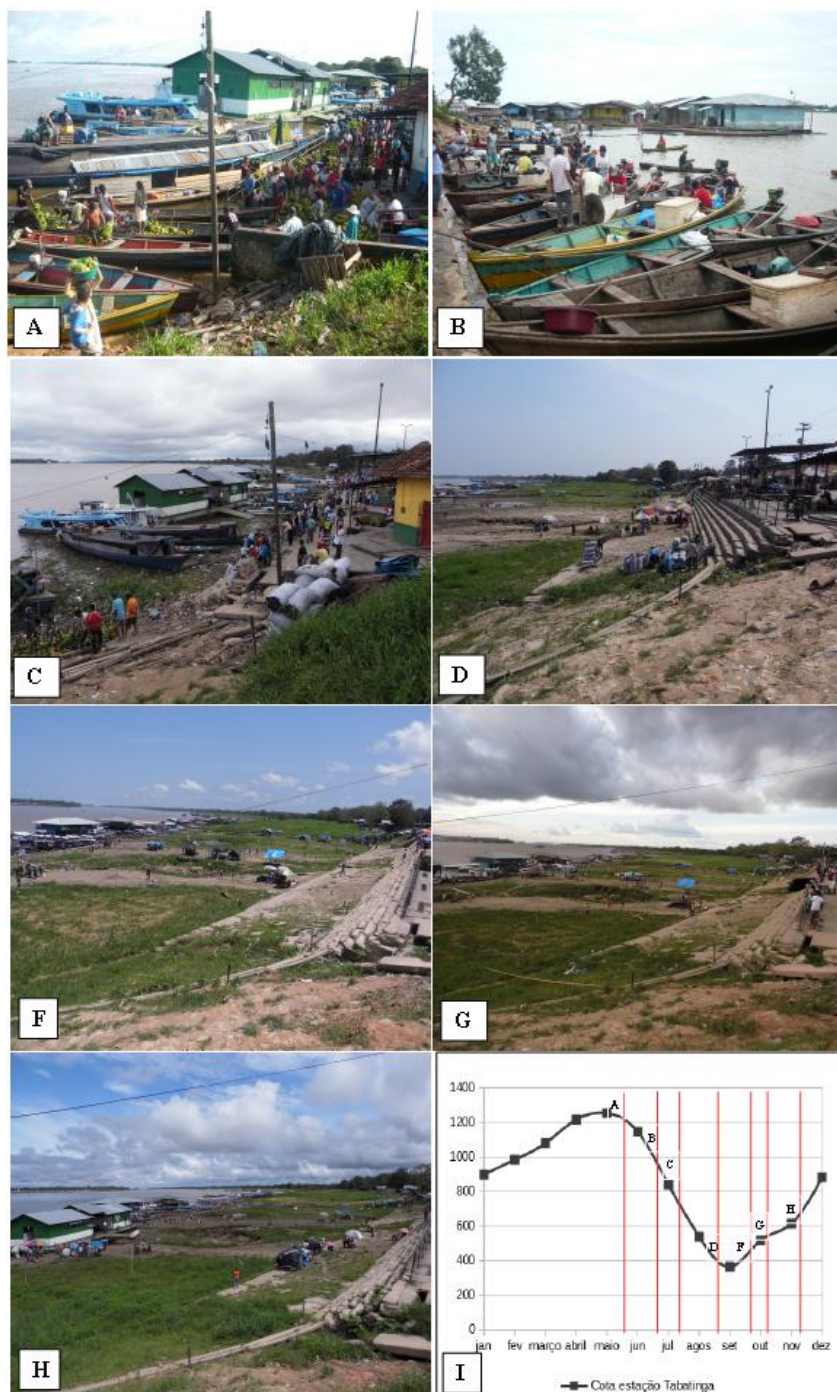 A
B
C
D
F
G
H
1400
1200
1000
800
600
400
200
0
A
B
C
D
F
G
H
jan fev março abril maio jun jul agos set out nov dez
I
Cota estação Tabatinga